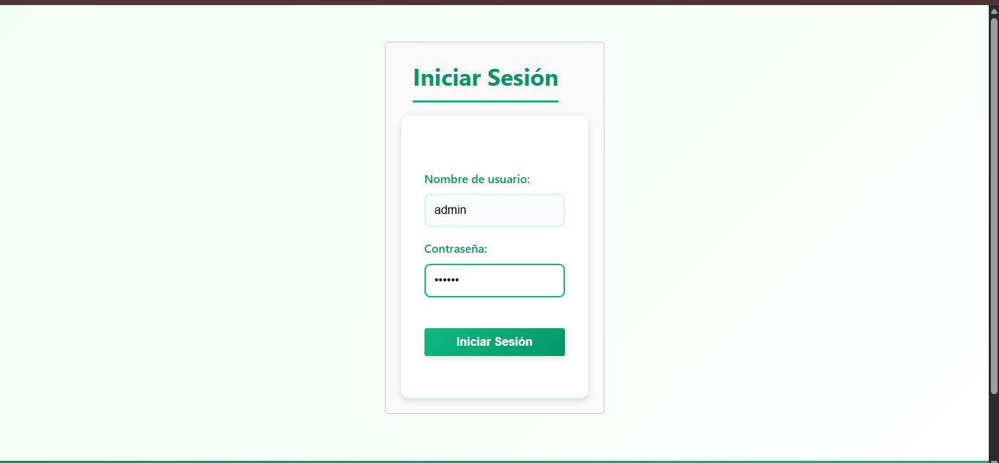 Iniciar Sesión
Nombre de usuario:
admin
Contraseña:
••••••
Iniciar Sesión